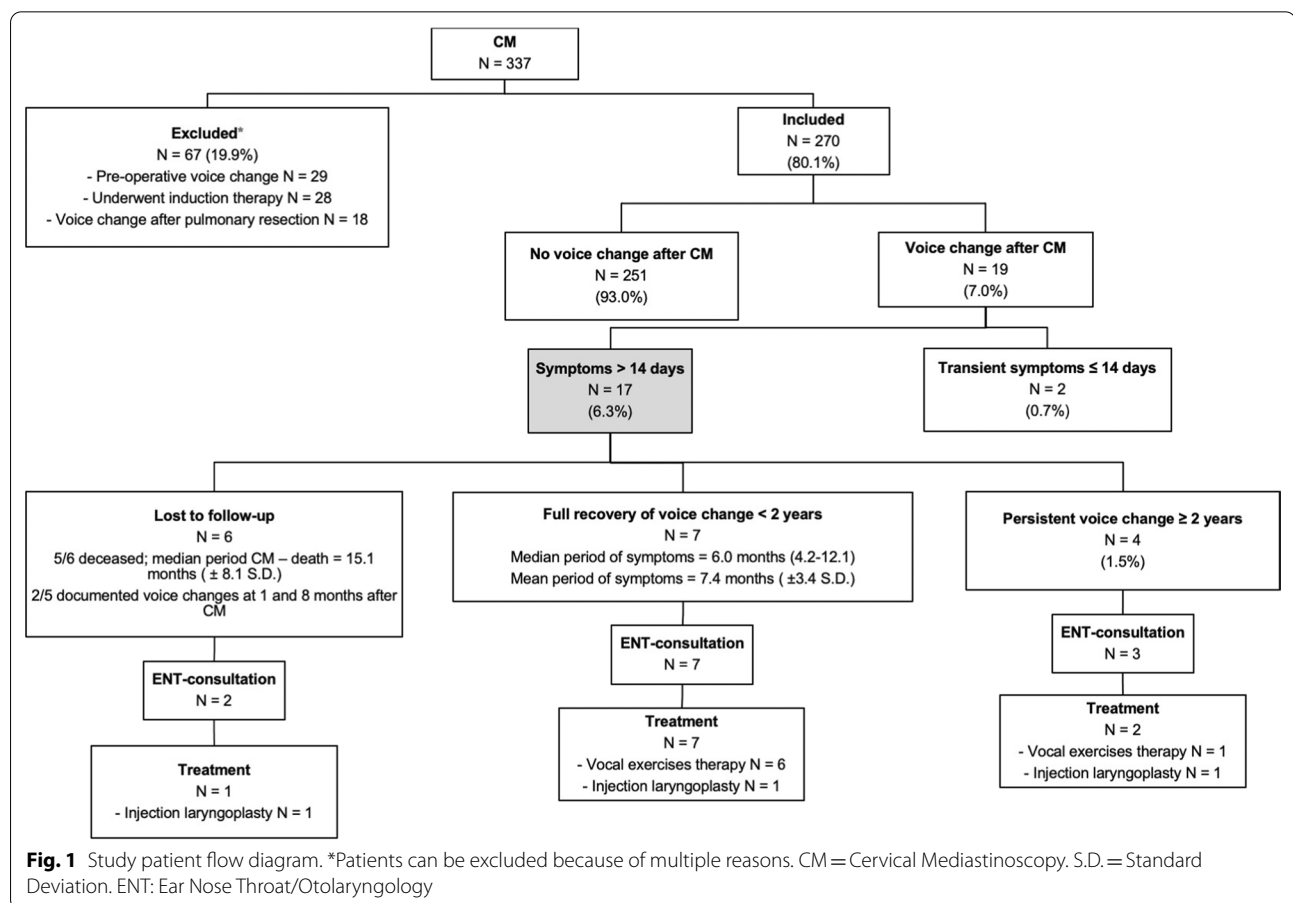 CM
N = 337
Excluded*
N = 67 (19.9%)
- Pre-operative voice change N = 29
- Underwent induction therapy N = 28
- Voice change after pulmonary resection N = 18
Included
N = 270
(80.1%)
No voice change after CM
N = 251
(93.0%)
Voice change after CM
N = 19
(7.0%)
Symptoms > 14 days
N = 17
(6.3%)
Transient symptoms ≤ 14 days
N = 2
(0.7%)
Lost to follow-up
N = 6
5/6 deceased; median period CM – death = 15.1
months ( ± 8.1 S.D.)
2/5 documented voice changes at 1 and 8 months after
CM
Full recovery of voice change < 2 years
N = 7
Median period of symptoms = 6.0 months (4.2-12.1)
Mean period of symptoms = 7.4 months ( ±3.4 S.D.)
Persistent voice change ≥ 2 years
N = 4
(1.5%)
ENT-consultation
N = 2
ENT-consultation
N = 7
ENT-consultation
N = 3
Treatment
N = 1
- Injection laryngoplasty N = 1
Treatment
N = 7
- Vocal exercises therapy N = 6
- Injection laryngoplasty N = 1
Treatment
N = 2
- Vocal exercises therapy N = 1
- Injection laryngoplasty N = 1
Fig. 1 Study patient flow diagram. *Patients can be excluded because of multiple reasons. CM = Cervical Mediastinoscopy. S.D. = Standard
Deviation. ENT: Ear Nose Throat/Otolaryngology